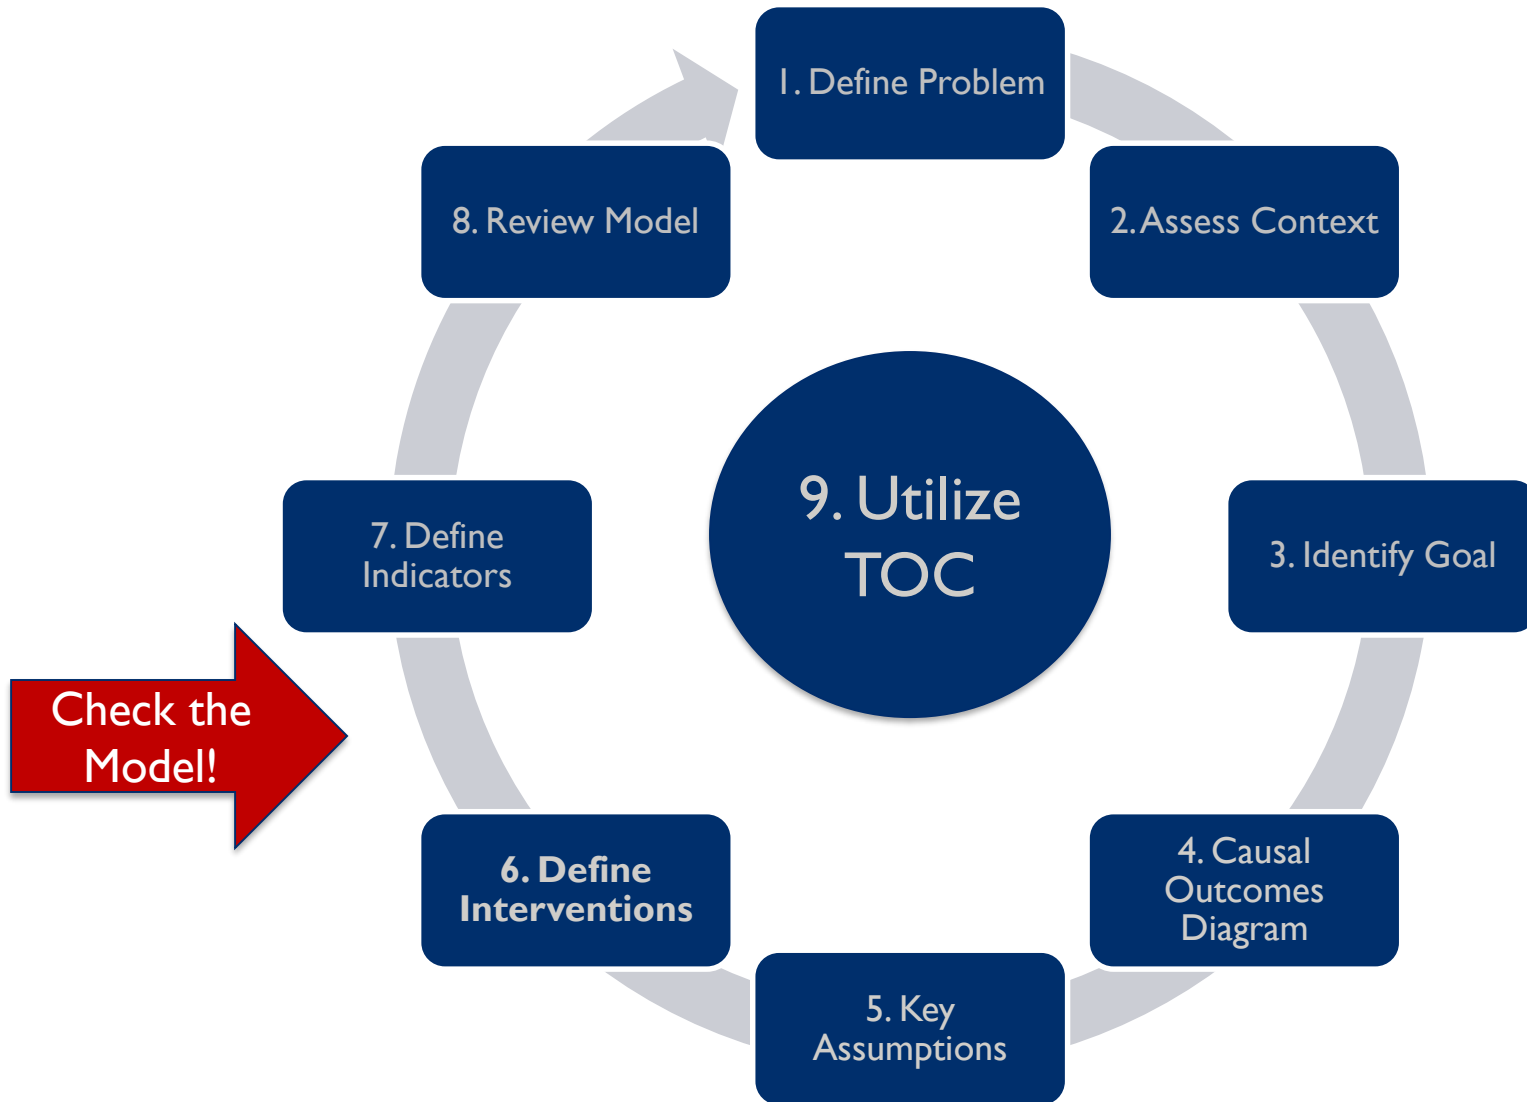 1. Define Problem
2. Assess Context
3. Identify Goal
4. Causal
Outcomes
Diagram
5. Key
Assumptions
6. Define
Interventions
7. Define
Indicators
8. Review Model
9. Utilize
TOC
Check the
Model!